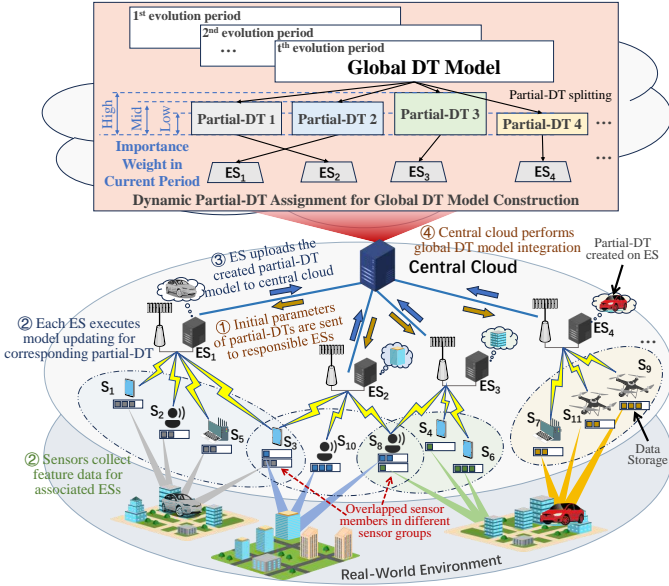 1st evolution period
2nd evolution period
...
tth evolution period
Global DT Model
Partial-DT splitting
High
Mid
Low
Partial-DT 1
Partial-DT 2
Partial-DT 3
Partial-DT 4
...
Importance
Weight in
Current Period
ES1
ES2
ES3
ES4
...
Dynamic Partial-DT Assignment for Global DT Model Construction
④ Central cloud performs
global DT model integration
③ ES uploads the
created partial-DT
model to central cloud
Central Cloud
Partial-DT
created on ES
② Each ES executes
model updating for
corresponding partial-DT
① Initial parameters
of partial-DTs are sent
to responsible ESs
ES1
ES2
ES3
ES4
...
S1
S2
S5
S3
S10
S8
S4
S6
S7
S11
S9
Data
Storage
② Sensors collect
feature data for
associated ESs
Overlapped sensor
members in different
sensor groups
Real-World Environment